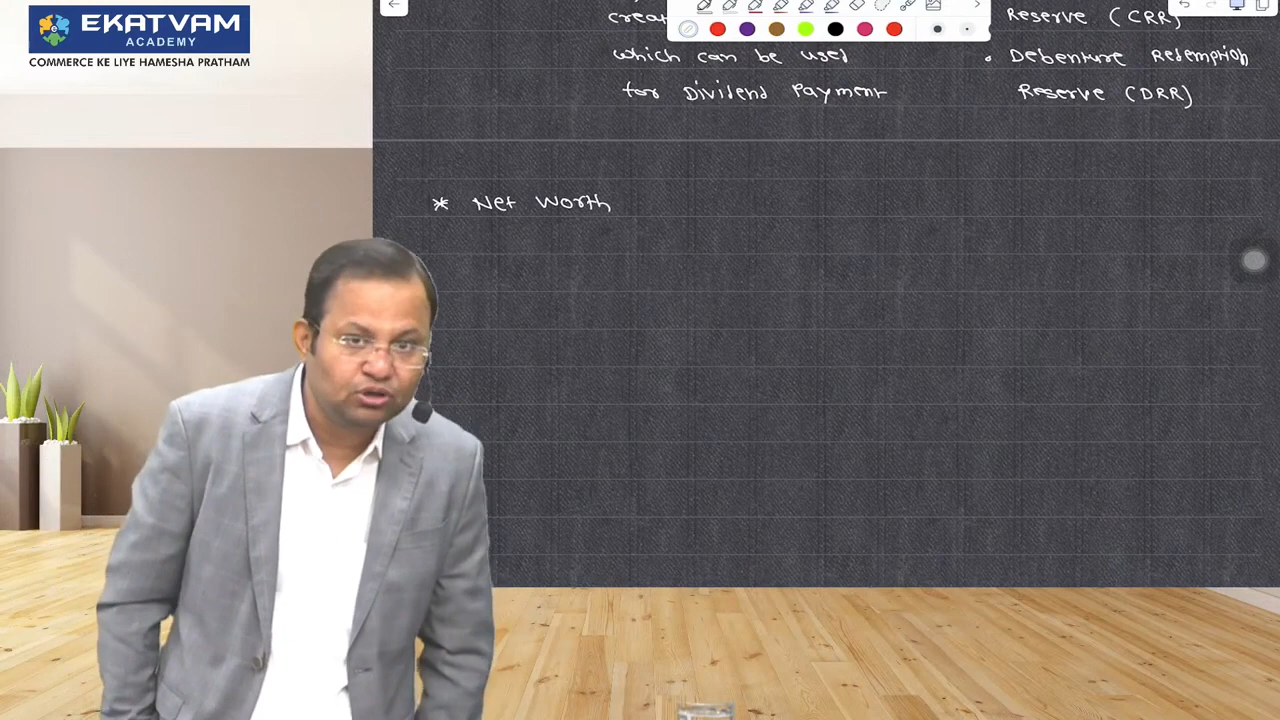 EKATVAM
ACADEMY
COMMERCE KE LIYE HAMESHA PRATHAM
which can be used
for Dividend Payment
Reserve (CRR)
• Debenture Redemption
Reserve (DRR)
* Net Worth